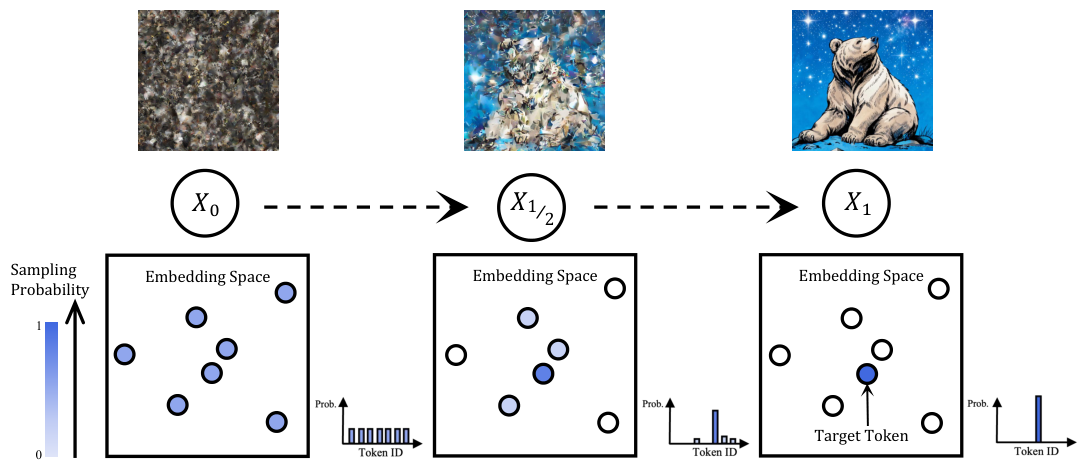 X0
X1/2
X1
Sampling
Probability
1
0
Embedding Space
Prob.
Token ID
Embedding Space
Prob.
Token ID
Embedding Space
Target Token
Prob.
Token ID